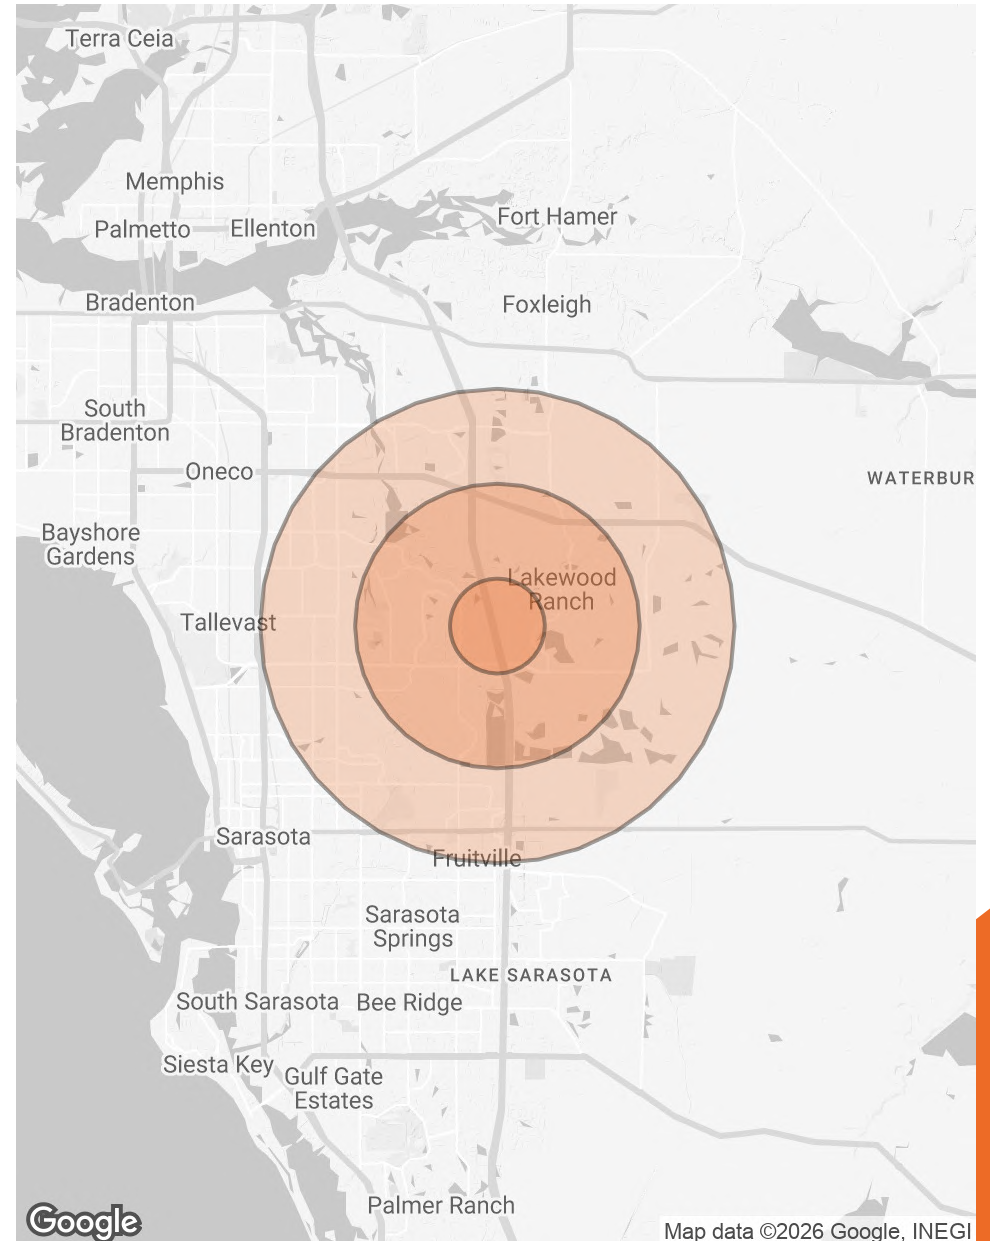 Terra Ceia
Memphis
Palmetto
Ellenton
Fort Hamer
Bradenton
Foxleigh
South
Bradenton
Oneco
WATERBUR
Bayshore
Gardens
Lakewood
Ranch
Tallevast
Sarasota
Fruitville
Sarasota
Springs
LAKE SARASOTA
South Sarasota
Bee Ridge
Siesta Key
Gulf Gate
Estates
Palmer Ranch
Google
Map data ©2026 Google, INEGI